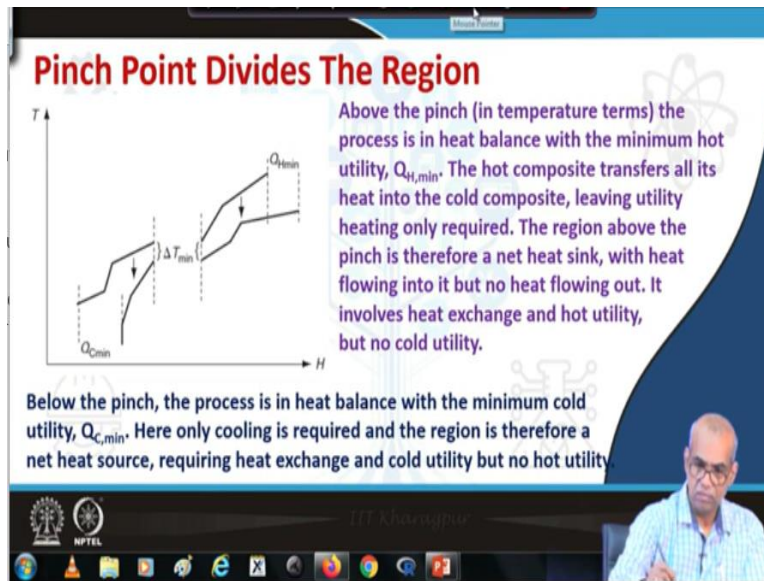 Mouse Pointer
Pinch Point Divides The Region
T
Q_Hmin
} ΔT_min {
Q_Cmin
H
Above the pinch (in temperature terms) the
process is in heat balance with the minimum hot
utility, Q_H,min. The hot composite transfers all its
heat into the cold composite, leaving utility
heating only required. The region above the
pinch is therefore a net heat sink, with heat
flowing into it but no heat flowing out. It
involves heat exchange and hot utility,
but no cold utility.
Below the pinch, the process is in heat balance with the minimum cold
utility, Q_C,min. Here only cooling is required and the region is therefore a
net heat source, requiring heat exchange and cold utility but no hot utility.
IIT Kharagpur
NPTEL